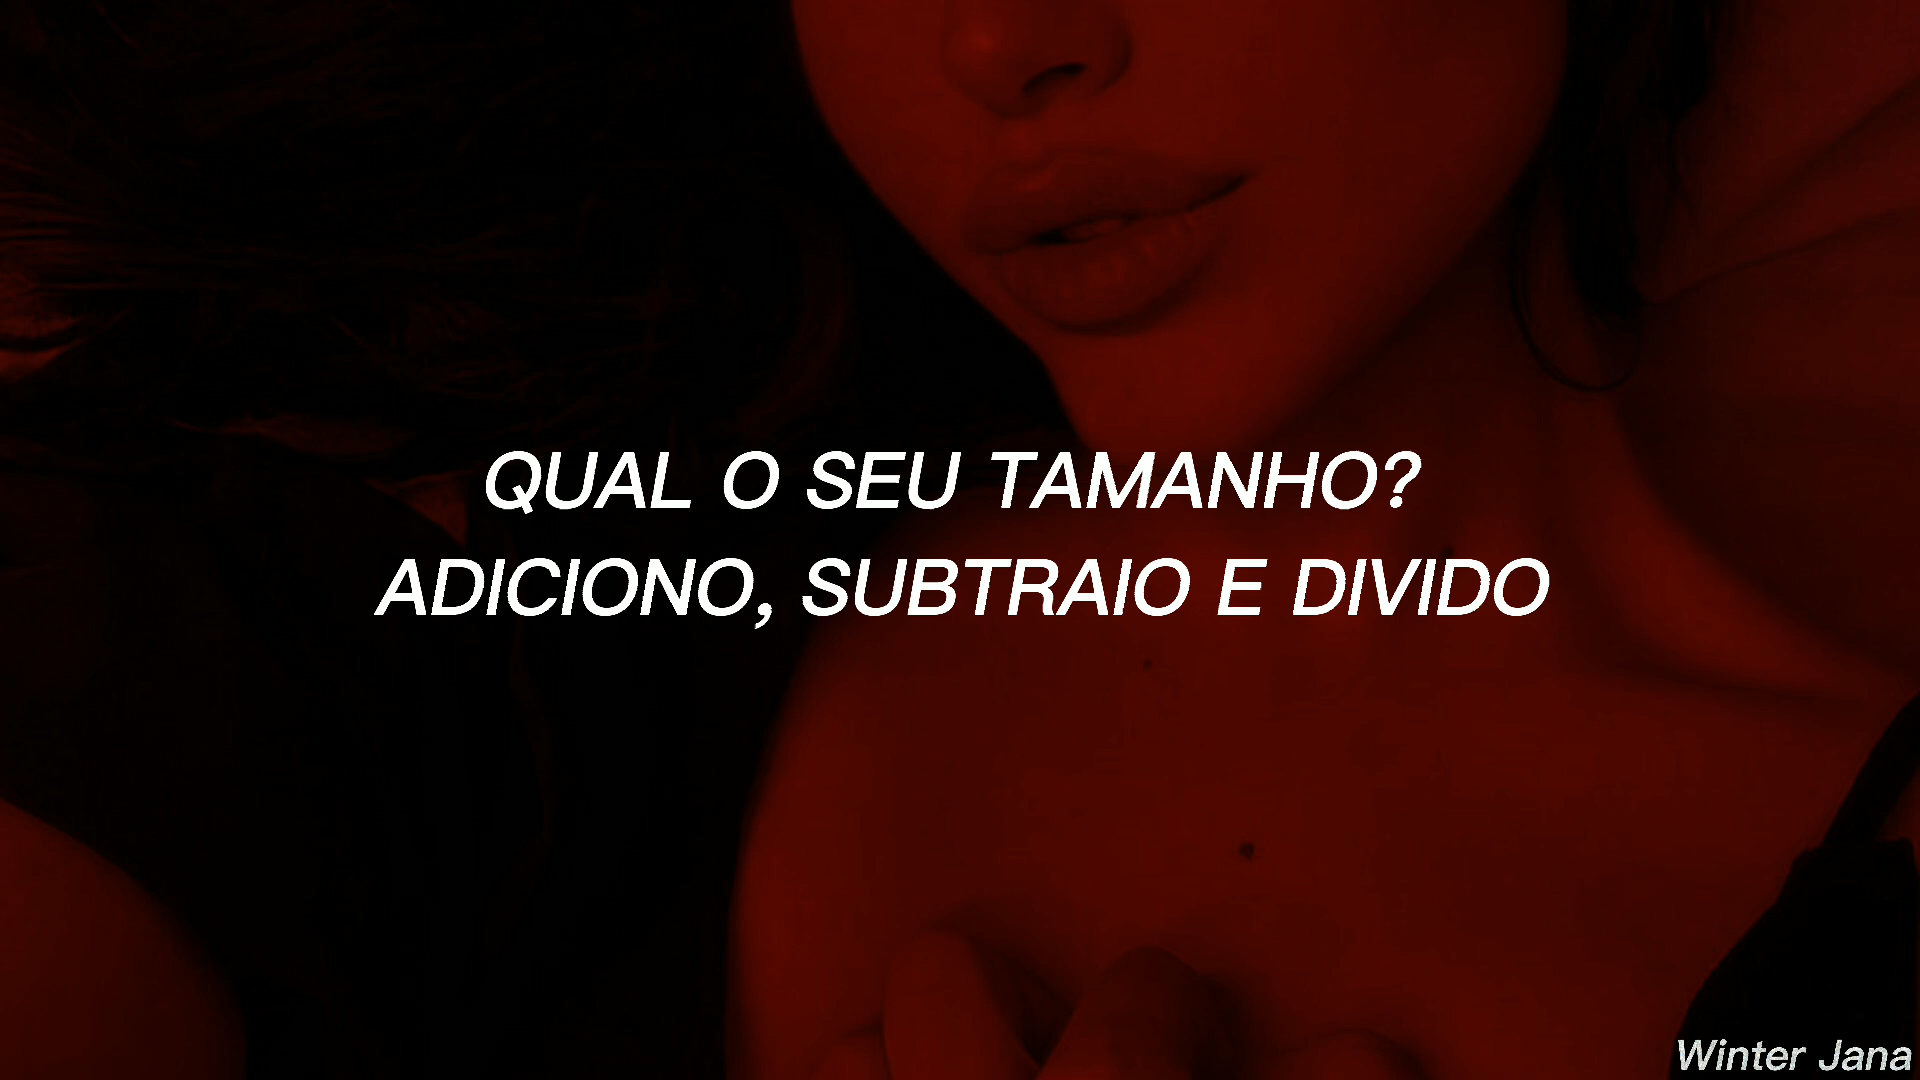 QUAL O SEU TAMANHO?
ADICIONO, SUBTRAIO E DIVIDO
Winter Jana